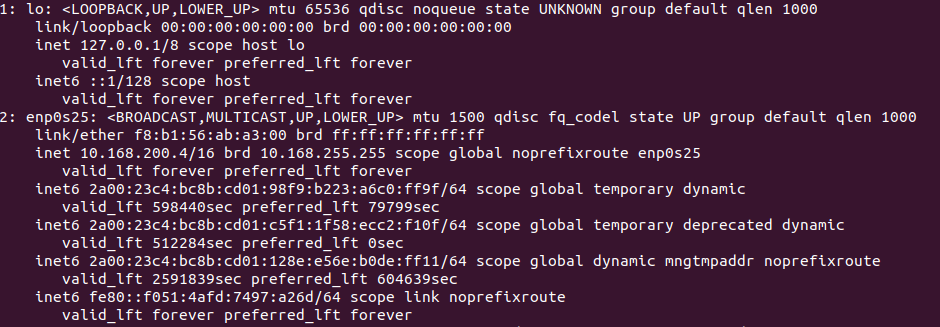 1: lo: <LOOPBACK,UP,LOWER_UP> mtu 65536 qdisc noqueue state UNKNOWN group default qlen 1000
link/loopback 00:00:00:00:00:00 brd 00:00:00:00:00:00
inet 127.0.0.1/8 scope host lo
valid_lft forever preferred_lft forever
inet6 ::1/128 scope host
valid_lft forever preferred_lft forever
2: enp0s25: <BROADCAST,MULTICAST,UP,LOWER_UP> mtu 1500 qdisc fq_codel state UP group default qlen 1000
link/ether f8:b1:56:ab:a3:00 brd ff:ff:ff:ff:ff:ff
inet 10.168.200.4/16 brd 10.168.255.255 scope global noprefixroute enp0s25
valid_lft forever preferred_lft forever
inet6 2a00:23c4:bc8b:cd01:98f9:b223:a6c0:ff9f/64 scope global temporary dynamic
valid_lft 598440sec preferred_lft 79799sec
inet6 2a00:23c4:bc8b:cd01:c5f1:1f58:ecc2:f10f/64 scope global temporary deprecated dynamic
valid_lft 512284sec preferred_lft 0sec
inet6 2a00:23c4:bc8b:cd01:128e:e56e:b0de:ff11/64 scope global dynamic mngtmpaddr noprefixroute
valid_lft 2591839sec preferred_lft 604639sec
inet6 fe80::f051:4afd:7497:a26d/64 scope link noprefixroute
valid_lft forever preferred_lft forever